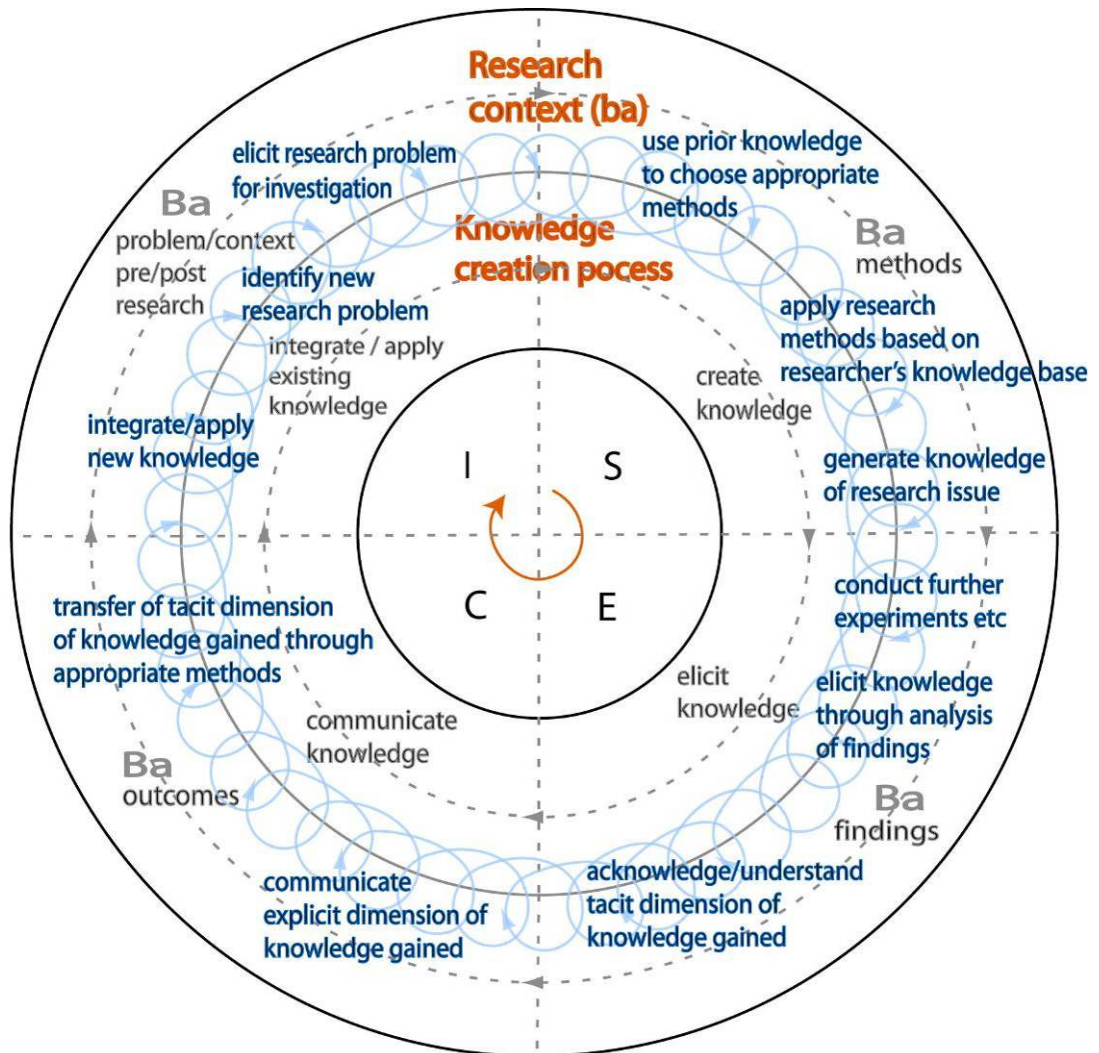 Research
context (ba)
elicit research problem
for investigation
use prior knowledge
to choose appropriate
methods
Ba
problem/context
pre/post
research
Knowledge
creation pocess
Ba
methods
identify new
research problem
integrate / apply
existing
knowledge
apply research
methods based on
researcher's knowledge base
create
knowledge
integrate/apply
new knowledge
I
S
generate knowledge
of research issue
C
E
conduct further
experiments etc
transfer of tacit dimension
of knowledge gained through
appropriate methods
elicit
knowledge
elicit knowledge
through analysis
of findings
communicate
knowledge
Ba
outcomes
Ba
findings
communicate
explicit dimension of
knowledge gained
acknowledge/understand
tacit dimension of
knowledge gained